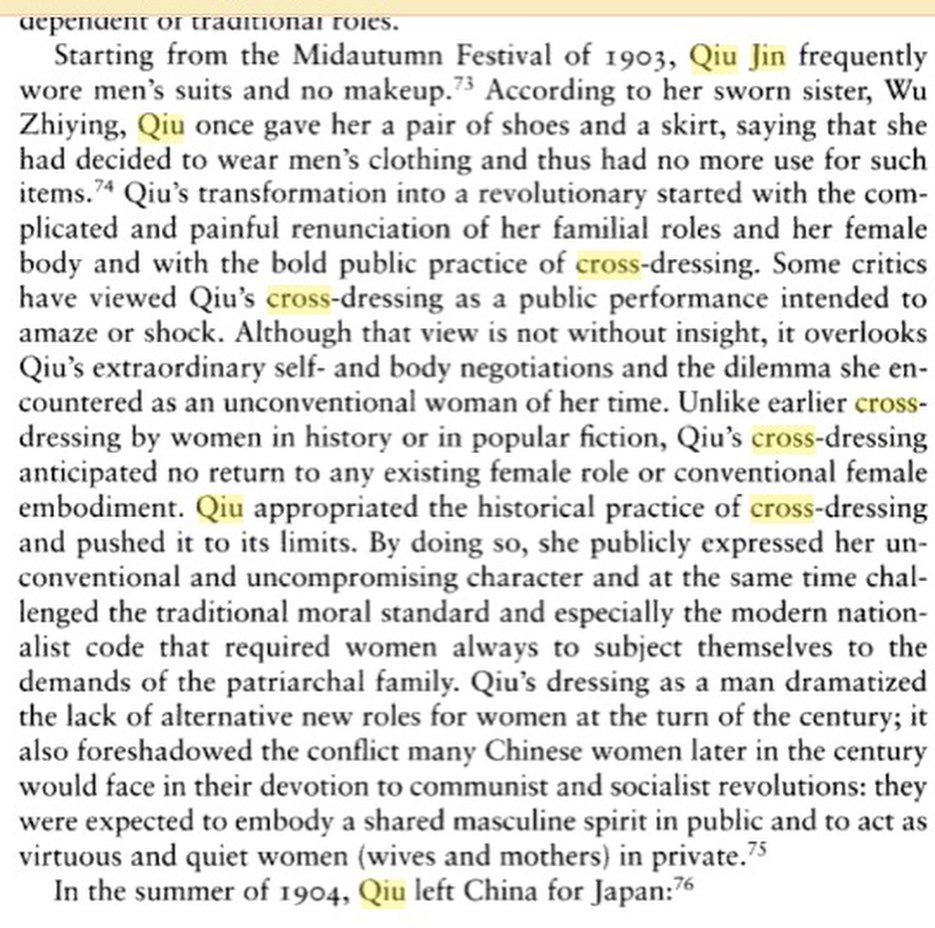 dependent of traditional roles.
Starting from the Midautumn Festival of 1903, Qiu Jin frequently
wore men's suits and no makeup.73 According to her sworn sister, Wu
Zhiying, Qiu once gave her a pair of shoes and a skirt, saying that she
had decided to wear men's clothing and thus had no more use for such
items.74 Qiu's transformation into a revolutionary started with the com-
plicated and painful renunciation of her familial roles and her female
body and with the bold public practice of cross-dressing. Some critics
have viewed Qiu's cross-dressing as a public performance intended to
amaze or shock. Although that view is not without insight, it overlooks
Qiu's extraordinary self- and body negotiations and the dilemma she en-
countered as an unconventional woman of her time. Unlike earlier cross-
dressing by women in history or in popular fiction, Qiu's cross-dressing
anticipated no return to any existing female role or conventional female
embodiment. Qiu appropriated the historical practice of cross-dressing
and pushed it to its limits. By doing so, she publicly expressed her un-
conventional and uncompromising character and at the same time chal-
lenged the traditional moral standard and especially the modern nation-
alist code that required women always to subject themselves to the
demands of the patriarchal family. Qiu's dressing as a man dramatized
the lack of alternative new roles for women at the turn of the century; it
also foreshadowed the conflict many Chinese women later in the century
would face in their devotion to communist and socialist revolutions: they
were expected to embody a shared masculine spirit in public and to act as
virtuous and quiet women (wives and mothers) in private.75
In the summer of 1904, Qiu left China for Japan:76